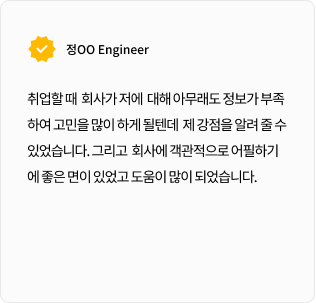 정OO Engineer
취업할 때 회사가 저에 대해 아무래도 정보가 부족
하여 고민을 많이 하게 될텐데 제 강점을 알려 줄 수
있었습니다. 그리고 회사에 객관적으로 어필하기
에 좋은 면이 있었고 도움이 많이 되었습니다.